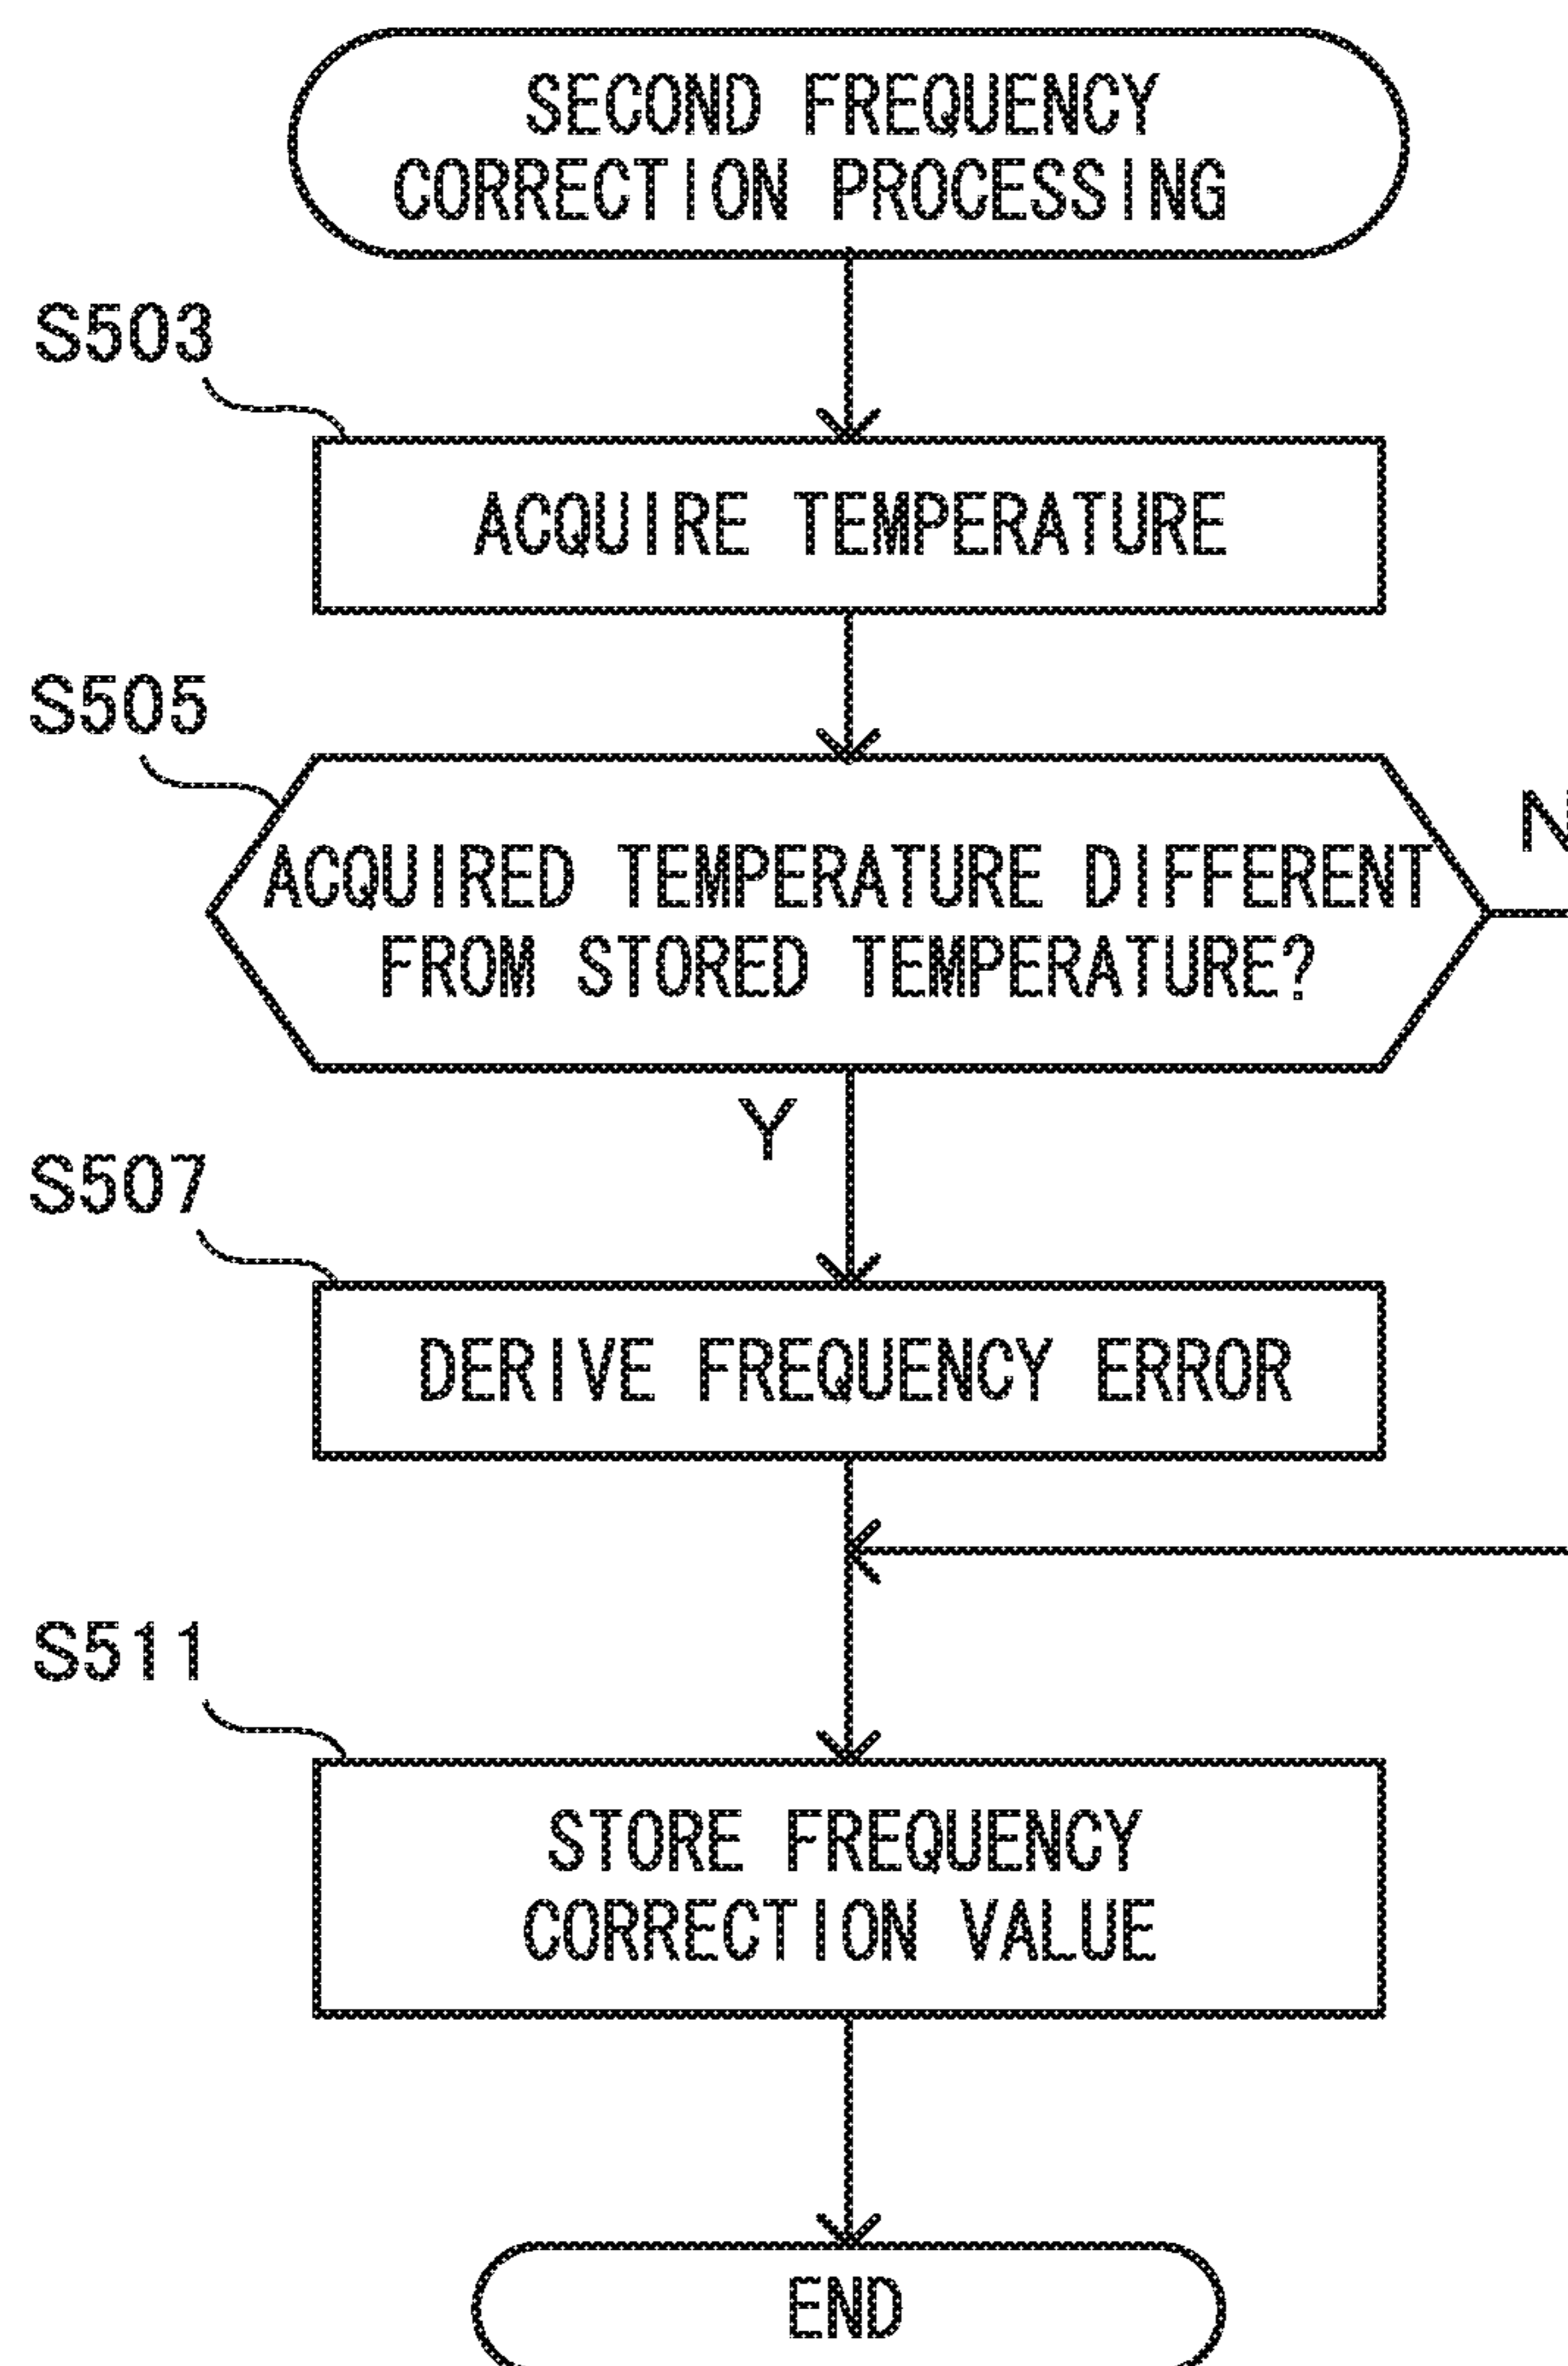 SECOND FREQUENCY
CORRECTION PROCESSING
S503
ACQUIRE TEMPERATURE
S505
N
ACQUIRED TEMPERATURE DIFFERENT
FROM STORED TEMPERATURE?
Y
S507
DERIVE FREQUENCY ERROR
S511
STORE FREQUENCY
CORRECTION VALUE
END